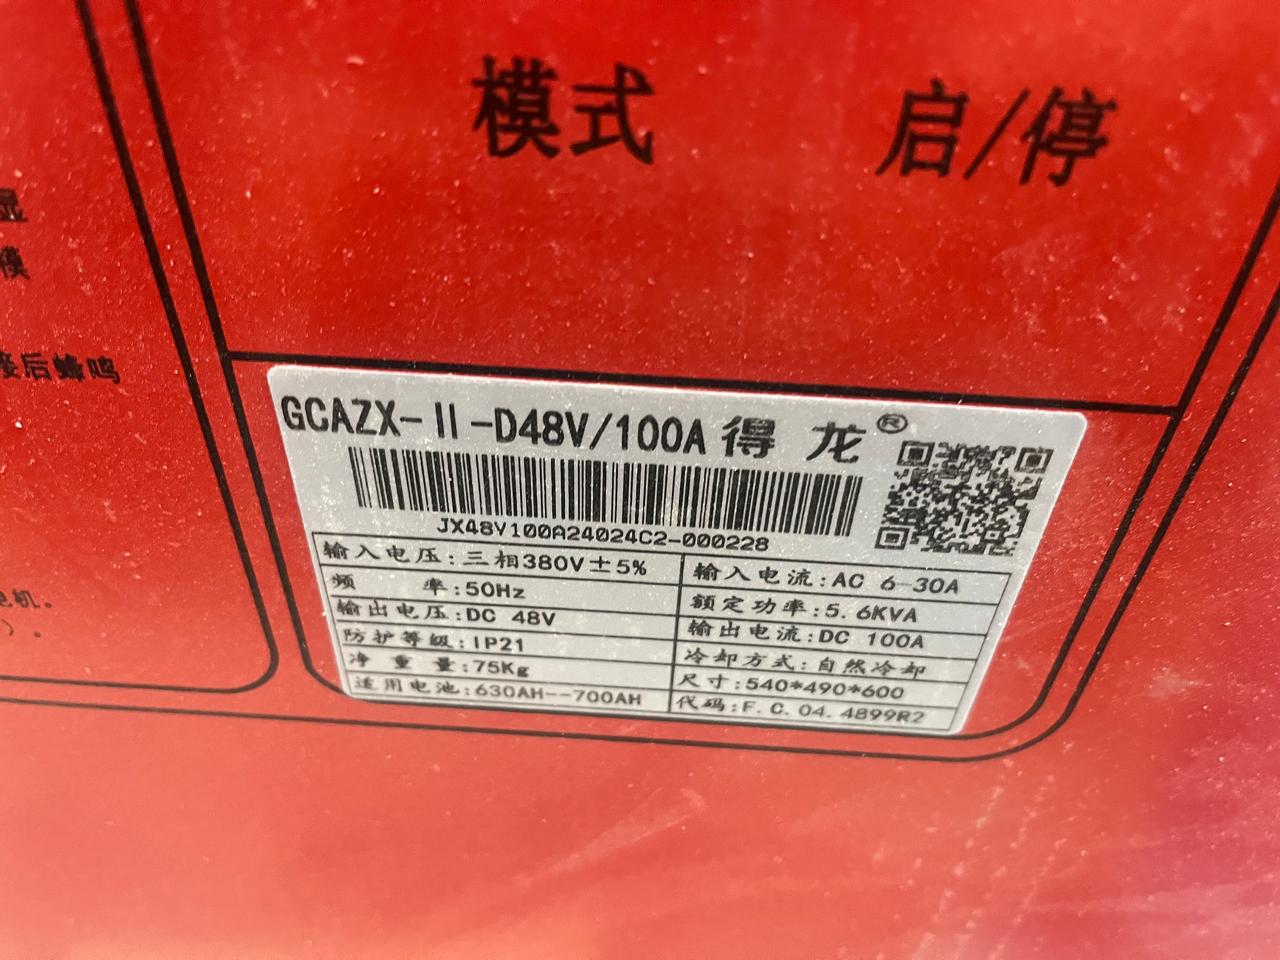 模式
启/停
显
模
接后蜂鸣
电机。
）。
GCAZX-II-D48V/100A 得 龙®
JX48V100A24024C2-000228
输入电压:三相380V±5% 输入电流:AC 6-30A
频 率:50Hz 额定功率:5.6KVA
输出电压:DC 48V 输出电流:DC 100A
防护等级:IP21 冷却方式:自然冷却
净 重 量:75Kg 尺寸:540*490*600
适用电池:630AH--700AH 代码:F.C.04.4899R2